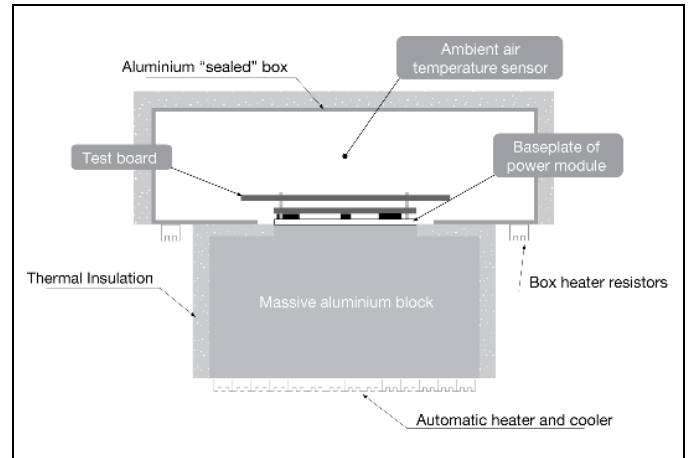 Ambient air
temperature sensor
Aluminium “sealed” box
Test board
Baseplate of
power module
Thermal Insulation
Box heater resistors
Massive aluminium block
Automatic heater and cooler